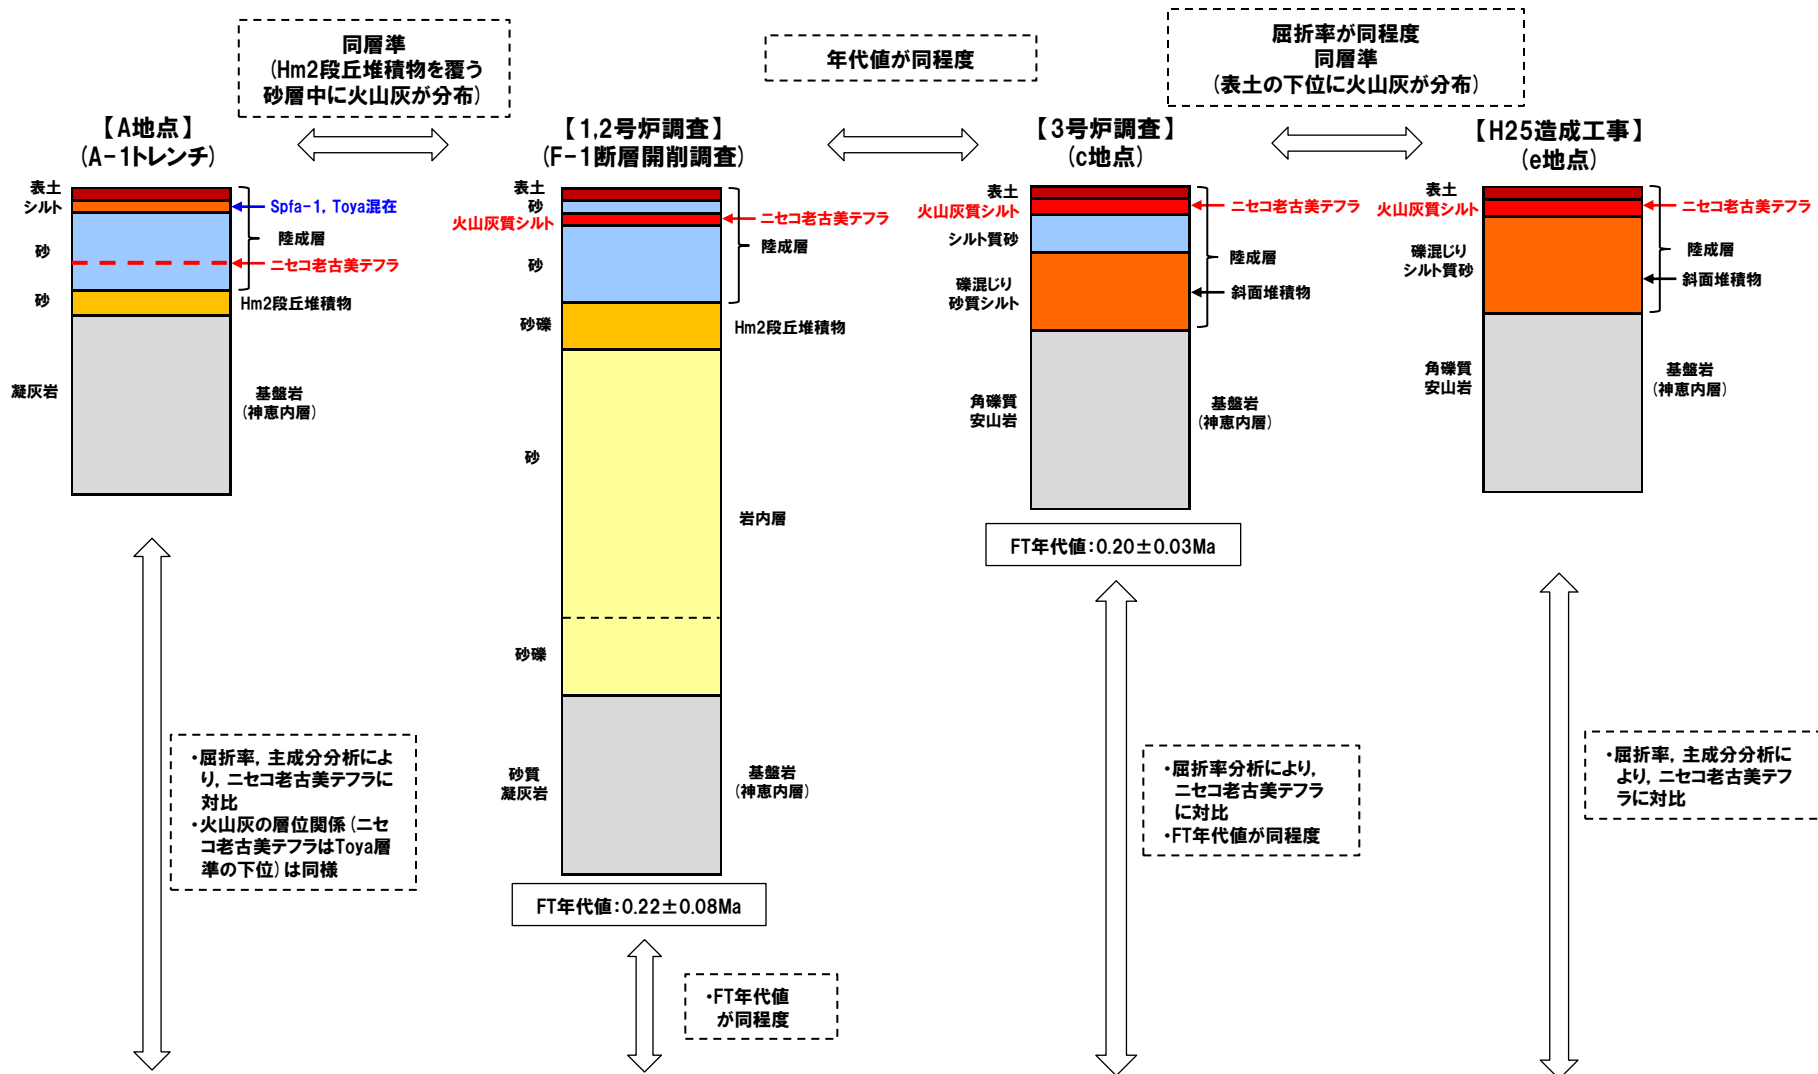 同層準
(Hm2段丘堆積物を覆う
砂層中に火山灰が分布)
年代値が同程度
屈折率が同程度
同層準
(表土の下位に火山灰が分布)
【A地点】
(A-1トレンチ)
表土
シルト
砂
砂
凝灰岩
Spfa-1, Toya混在
陸成層
ニセコ老古美テフラ
Hm2段丘堆積物
基盤岩
(神恵内層)
【1,2号炉調査】
(F-1断層開削調査)
表土
砂
火山灰質シルト
砂
砂礫
砂
砂礫
砂質
凝灰岩
ニセコ老古美テフラ
陸成層
Hm2段丘堆積物
岩内層
基盤岩
(神恵内層)
FT年代値:0.22±0.08Ma
【3号炉調査】
(c地点)
表土
火山灰質シルト
シルト質砂
礫混じり
砂質シルト
角礫質
安山岩
ニセコ老古美テフラ
陸成層
斜面堆積物
基盤岩
(神恵内層)
FT年代値:0.20±0.03Ma
【H25造成工事】
(e地点)
表土
火山灰質シルト
礫混じり
シルト質砂
角礫質
安山岩
ニセコ老古美テフラ
陸成層
斜面堆積物
基盤岩
(神恵内層)
・屈折率, 主成分分析によ
り, ニセコ老古美テフラに
対比
・火山灰の層位関係(ニセ
コ老古美テフラはToya層
準の下位)は同様
・FT年代値
が同程度
・屈折率分析により,
ニセコ老古美テフラ
に対比
・FT年代値が同程度
・屈折率, 主成分分析に
より, ニセコ老古美テフ
ラに対比